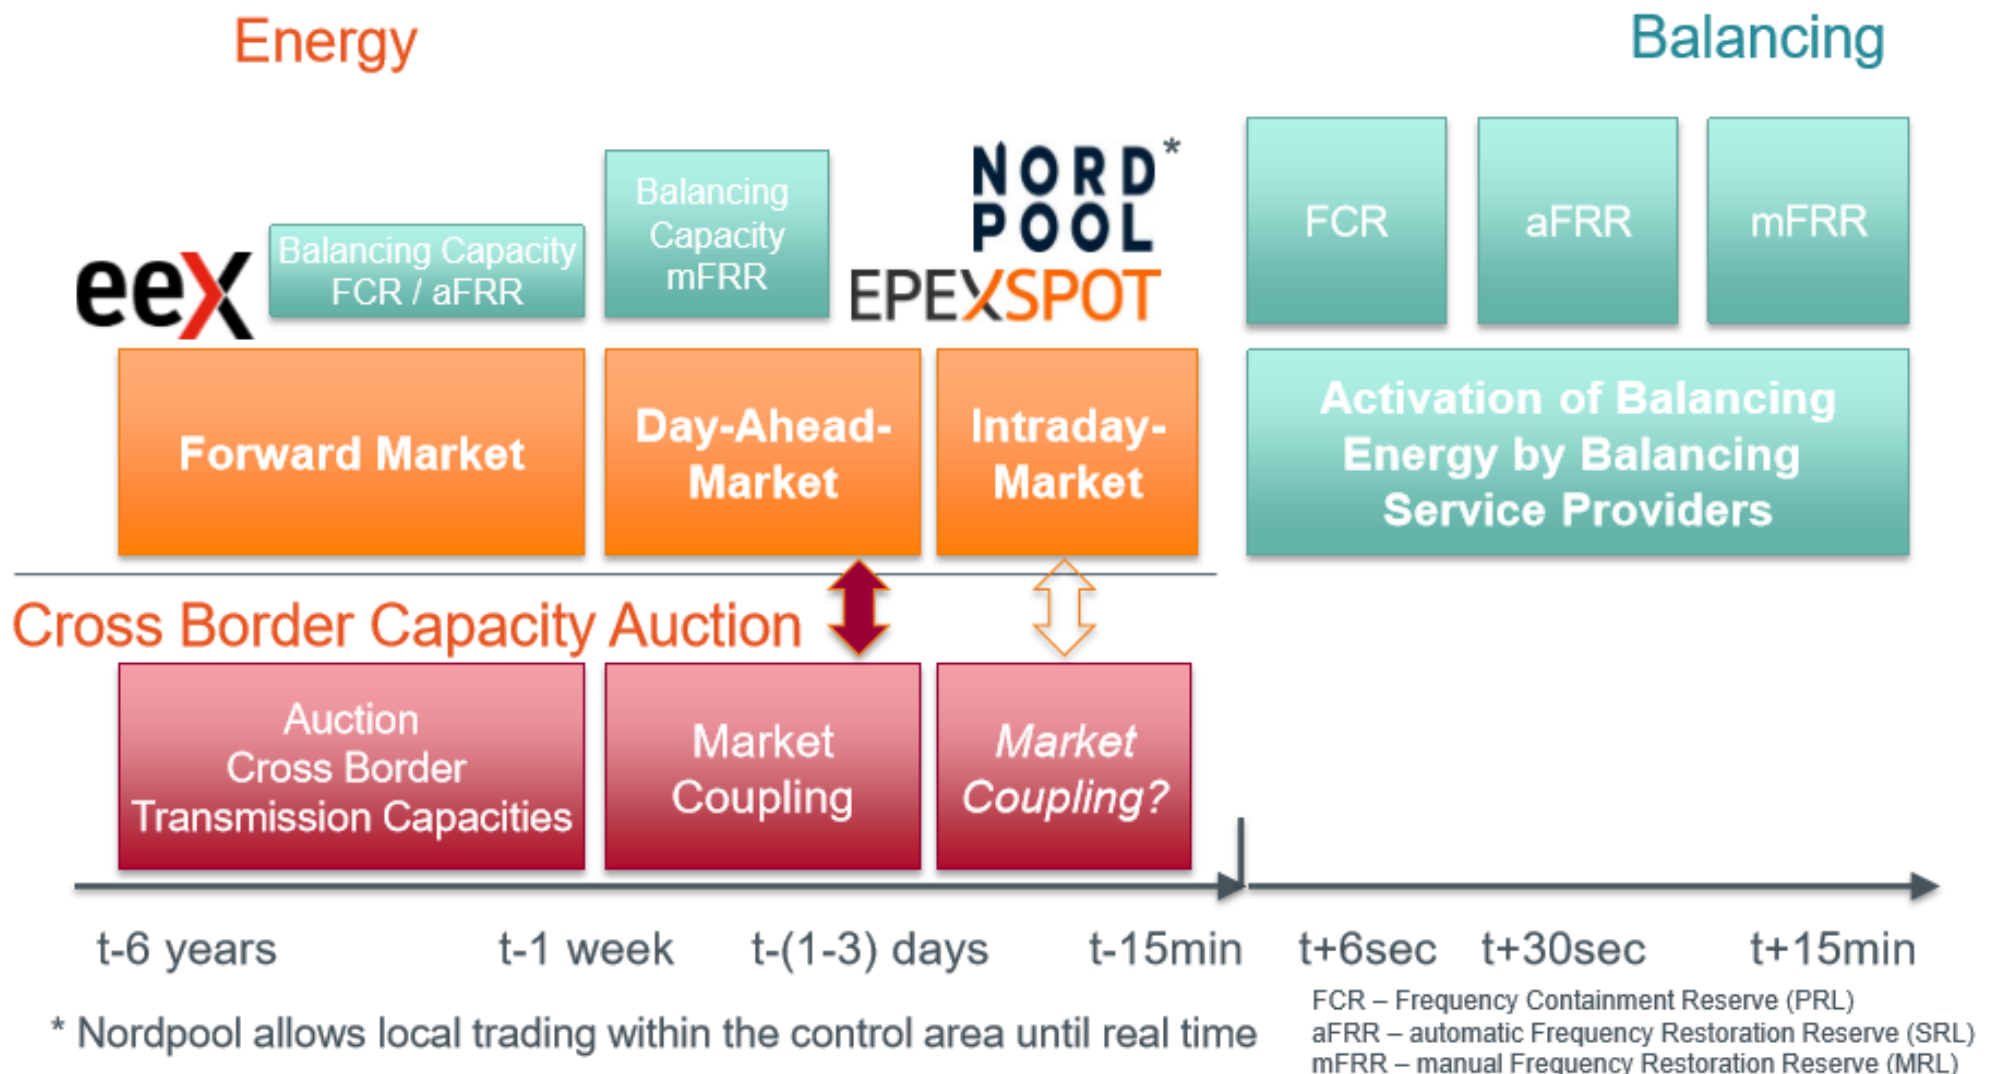 Energy
Balancing
eex
Balancing Capacity
FCR / aFRR
Balancing
Capacity
mFRR
NORD *
POOL
EPEXSPOT
FCR
aFRR
mFRR
Forward Market
Day-Ahead-
Market
Intraday-
Market
Activation of Balancing
Energy by Balancing
Service Providers
Cross Border Capacity Auction
Auction
Cross Border
Transmission Capacities
Market
Coupling
Market
Coupling?
t-6 years
t-1 week
t-(1-3) days
t-15min
t+6sec
t+30sec
t+15min
* Nordpool allows local trading within the control area until real time
FCR – Frequency Containment Reserve (PRL)
aFRR – automatic Frequency Restoration Reserve (SRL)
mFRR – manual Frequency Restoration Reserve (MRL)